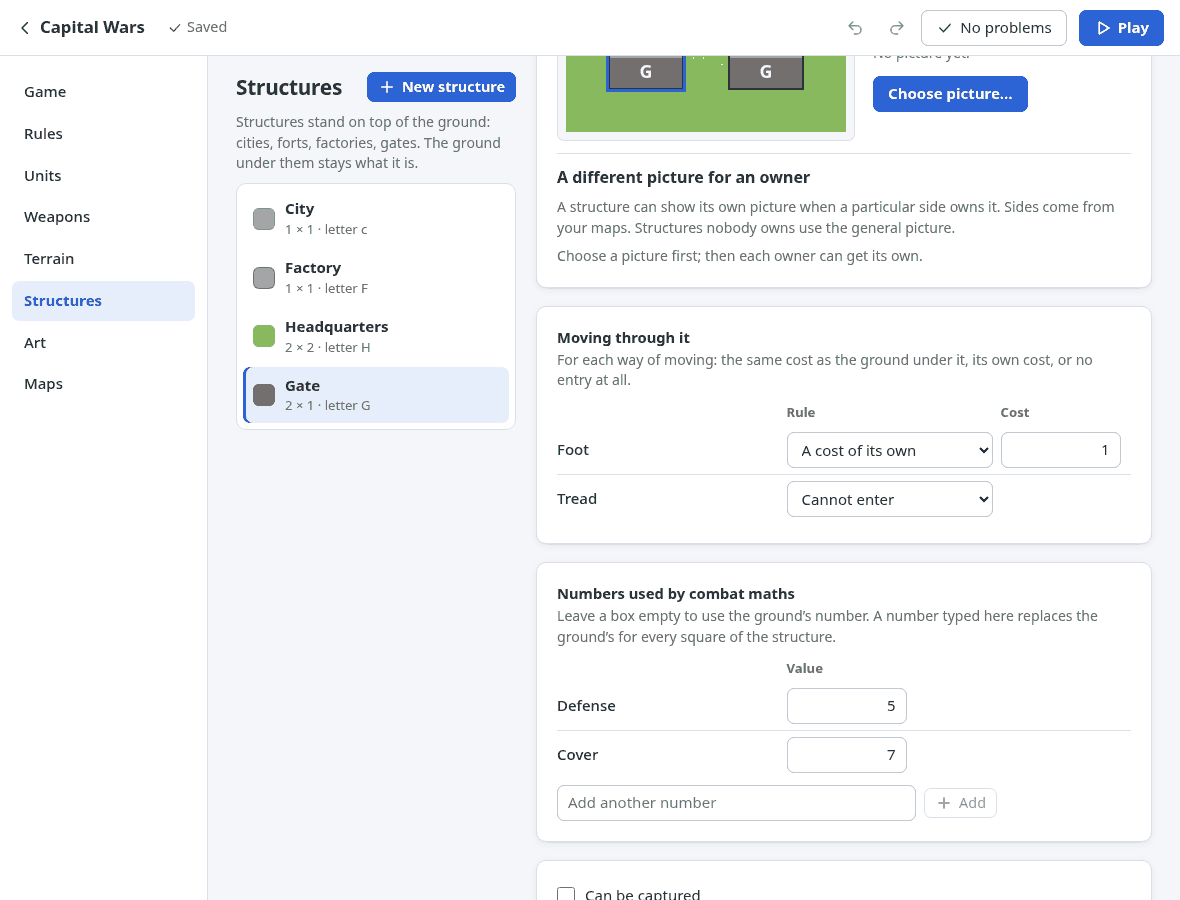 Capital Wars
Saved
No problems
Play
Game
Rules
Units
Weapons
Terrain
Structures
Art
Maps
Structures
New structure
Structures stand on top of the ground:
cities, forts, factories, gates. The ground
under them stays what it is.
City
1 × 1 · letter c
Factory
1 × 1 · letter F
Headquarters
2 × 2 · letter H
Gate
2 × 1 · letter G
G G
No picture yet.
Choose picture...
A different picture for an owner
A structure can show its own picture when a particular side owns it. Sides come from
your maps. Structures nobody owns use the general picture.
Choose a picture first; then each owner can get its own.
Moving through it
For each way of moving: the same cost as the ground under it, its own cost, or no
entry at all.
Rule Cost
Foot A cost of its own 1
Tread Cannot enter
Numbers used by combat maths
Leave a box empty to use the ground’s number. A number typed here replaces the
ground’s for every square of the structure.
Value
Defense 5
Cover 7
Add another number
Add
Can be captured